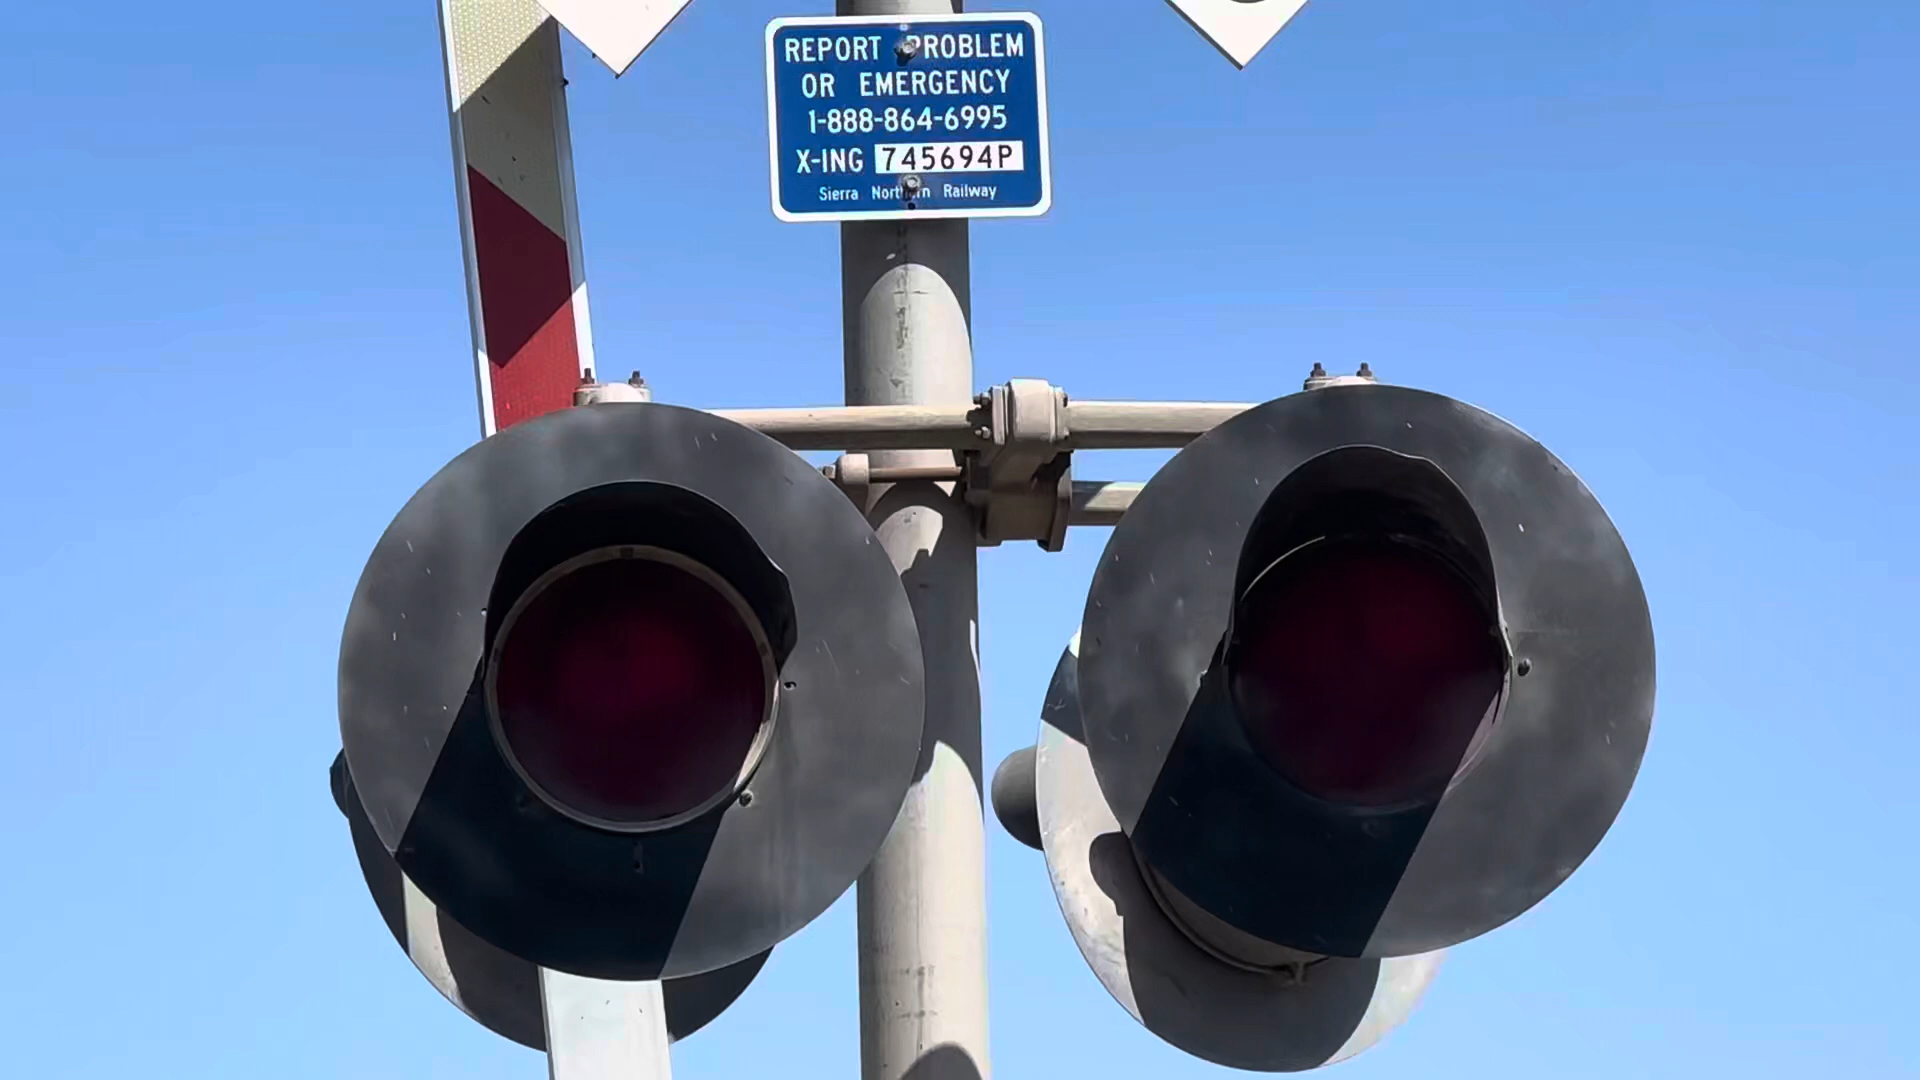 REPORT PROBLEM
OR EMERGENCY
1-888-864-6995
X-ING 745694P
Sierra Northern Railway